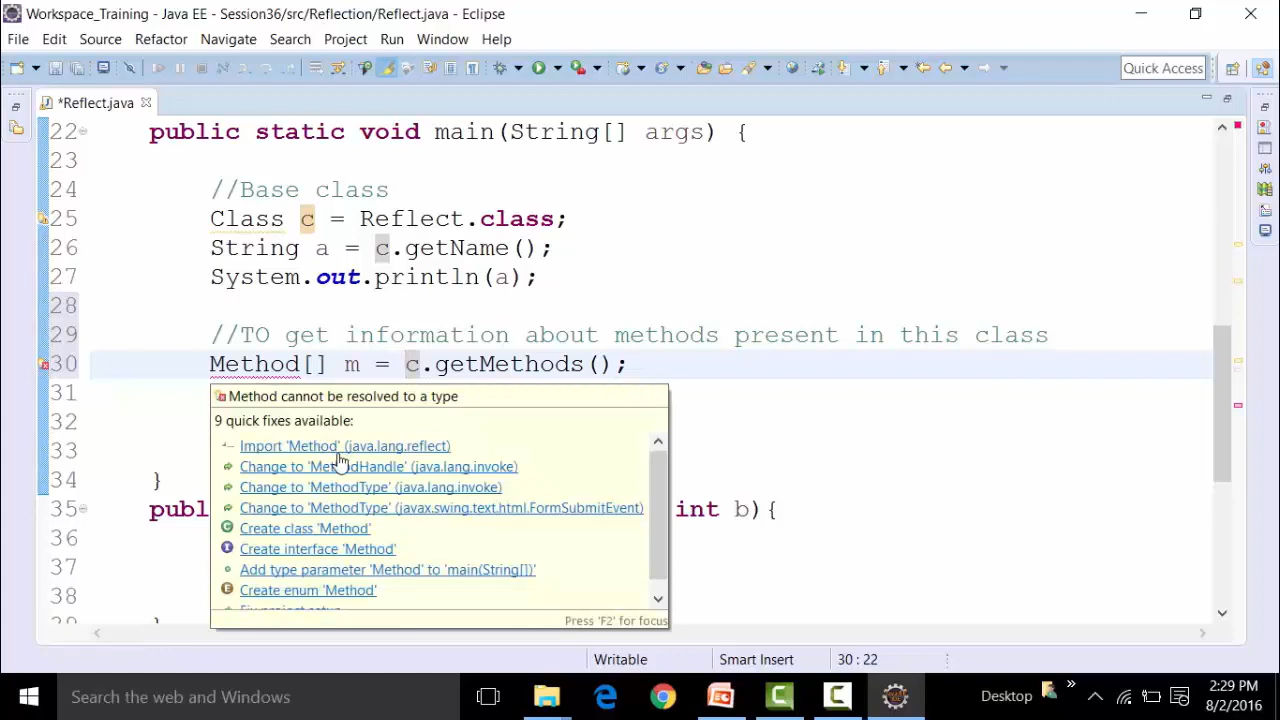 Workspace_Training - Java EE - Session36/src/Reflection/Reflect.java - Eclipse
File Edit Source Refactor Navigate Search Project Run Window Help
Quick Access
*Reflect.java
22 public static void main(String[] args) {
23
24 //Base class
25 Class c = Reflect.class;
26 String a = c.getName();
27 System.out.println(a);
28
29 //TO get information about methods present in this class
30 Method[] m = c.getMethods();
31
Method cannot be resolved to a type
32
9 quick fixes available:
33
Import 'Method' (java.lang.reflect)
Change to 'MethodHandle' (java.lang.invoke)
34 }
Change to 'MethodType' (java.lang.invoke)
35 publ int b){
Change to 'MethodType' (javax.swing.text.html.FormSubmitEvent)
36
Create class 'Method'
37
Create interface 'Method'
Add type parameter 'Method' to 'main(String[])'
38
Create enum 'Method'
39 }
Fix project setup...
Press 'F2' for focus
Writable Smart Insert 30 : 22
Search the web and Windows
Desktop
»
2:29 PM
8/2/2016